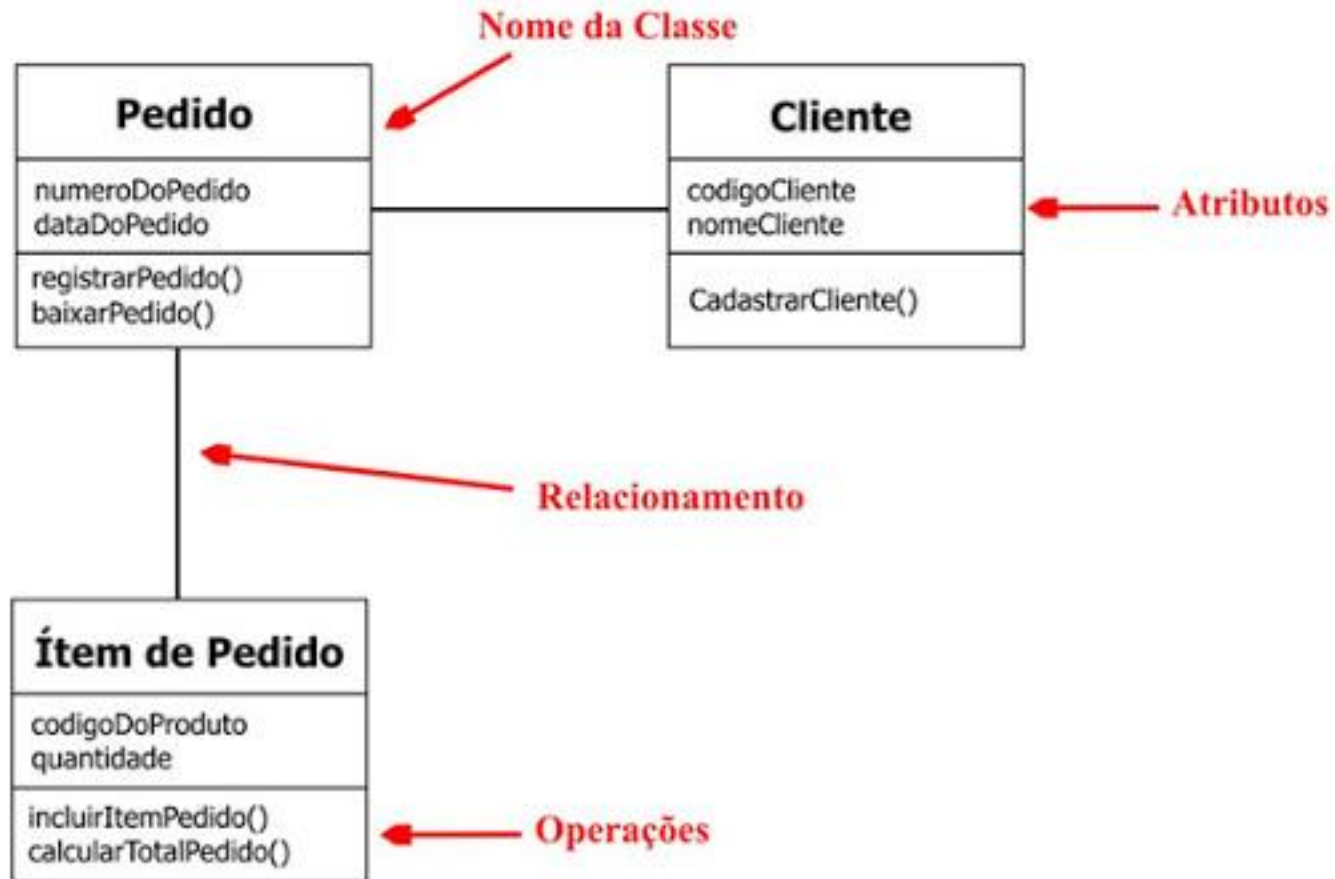 Nome da Classe
Pedido
numeroDoPedido
dataDoPedido
registrarPedido()
baixarPedido()
Cliente
codigoCliente
nomeCliente
CadastrarCliente()
Atributos
Relacionamento
Ítem de Pedido
codigoDoProduto
quantidade
incluirItemPedido()
calcularTotalPedido()
Operações